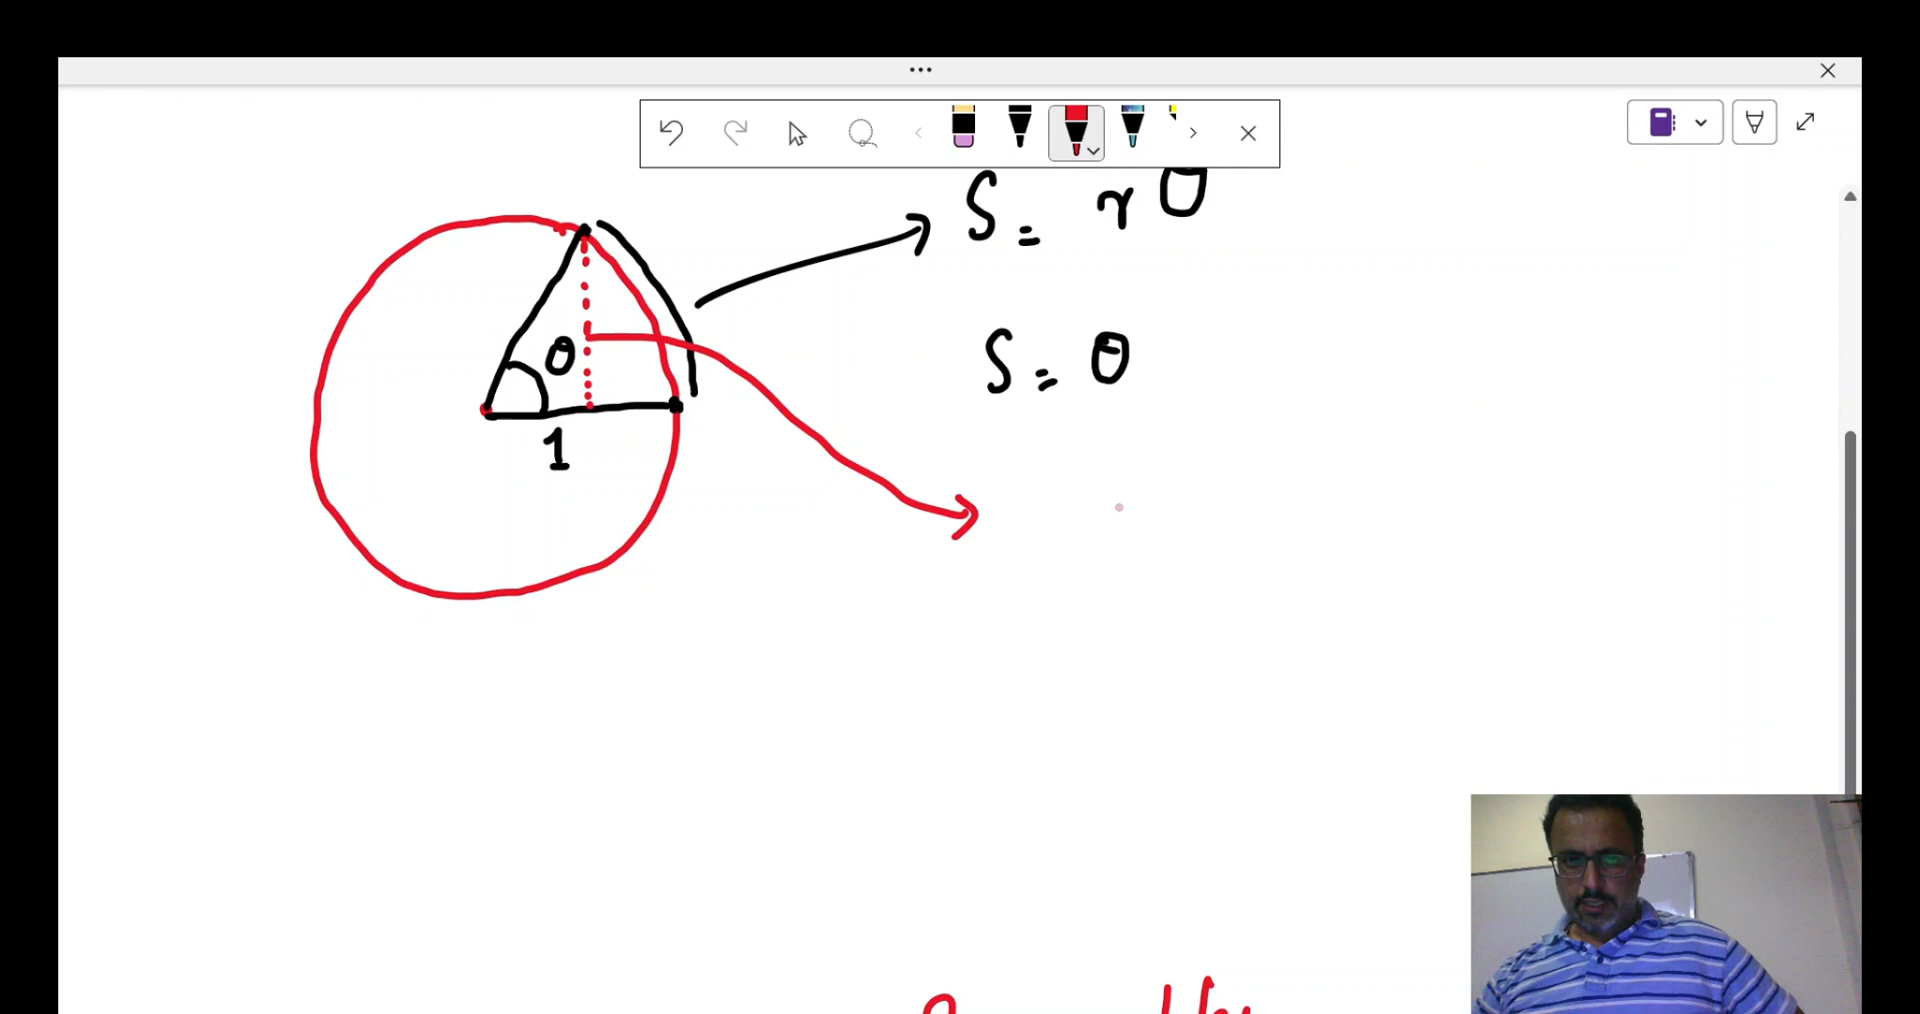 S = rθ
θ
S = θ
1